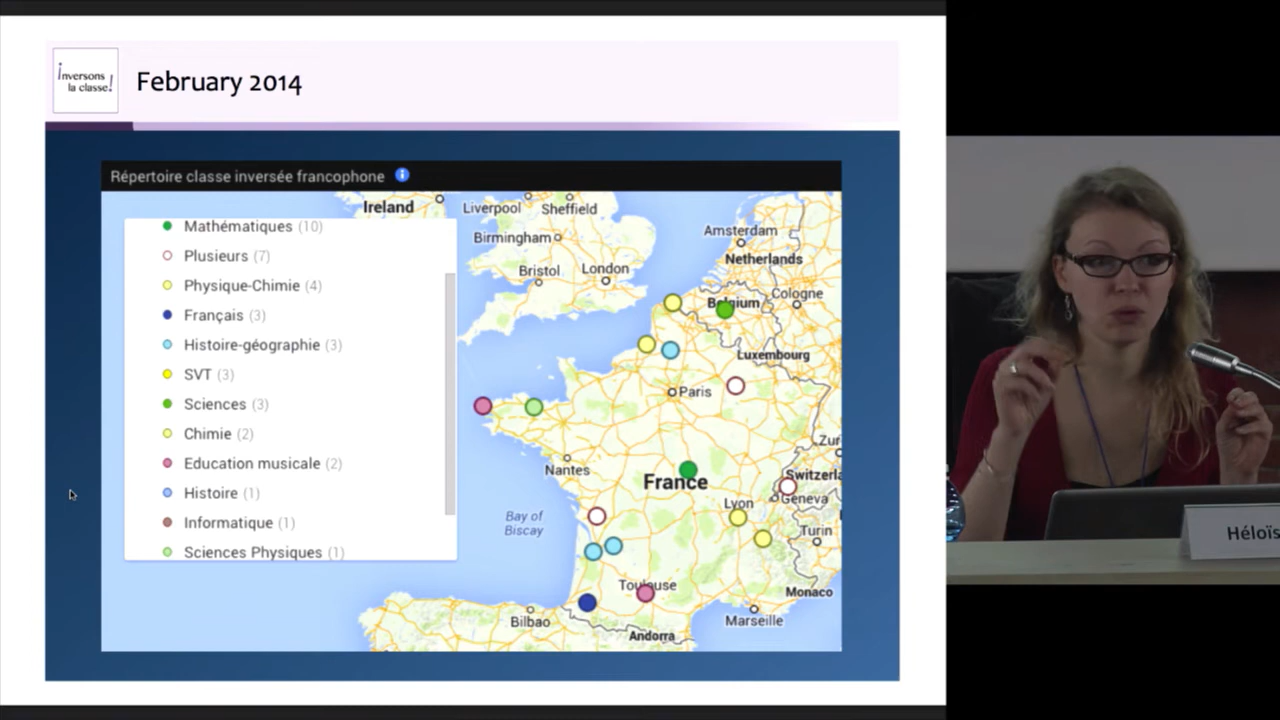 inversons
la classe!
February 2014
Répertoire classe inversée francophone
Mathématiques (10)
Plusieurs (7)
Physique-Chimie (4)
Français (3)
Histoire-géographie (3)
SVT (3)
Sciences (3)
Chimie (2)
Education musicale (2)
Histoire (1)
Informatique (1)
Sciences Physiques (1)
Ireland
Liverpool
Sheffield
Birmingham
Bristol
London
Amsterdam
Netherlands
Belgium
Cologne
Luxembourg
Paris
Nantes
France
Zur
Switzerla
Geneva
Lyon
Bay of
Biscay
Turin
Toulouse
Monaco
Bilbao
Marseille
Andorra
Héloïs